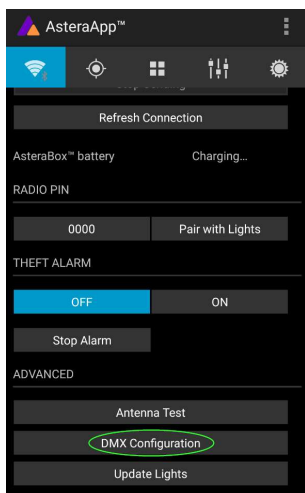 AsteraApp™
Refresh Connection
AsteraBox™ battery Charging...
RADIO PIN
0000 Pair with Lights
THEFT ALARM
OFF ON
Stop Alarm
ADVANCED
Antenna Test
DMX Configuration
Update Lights